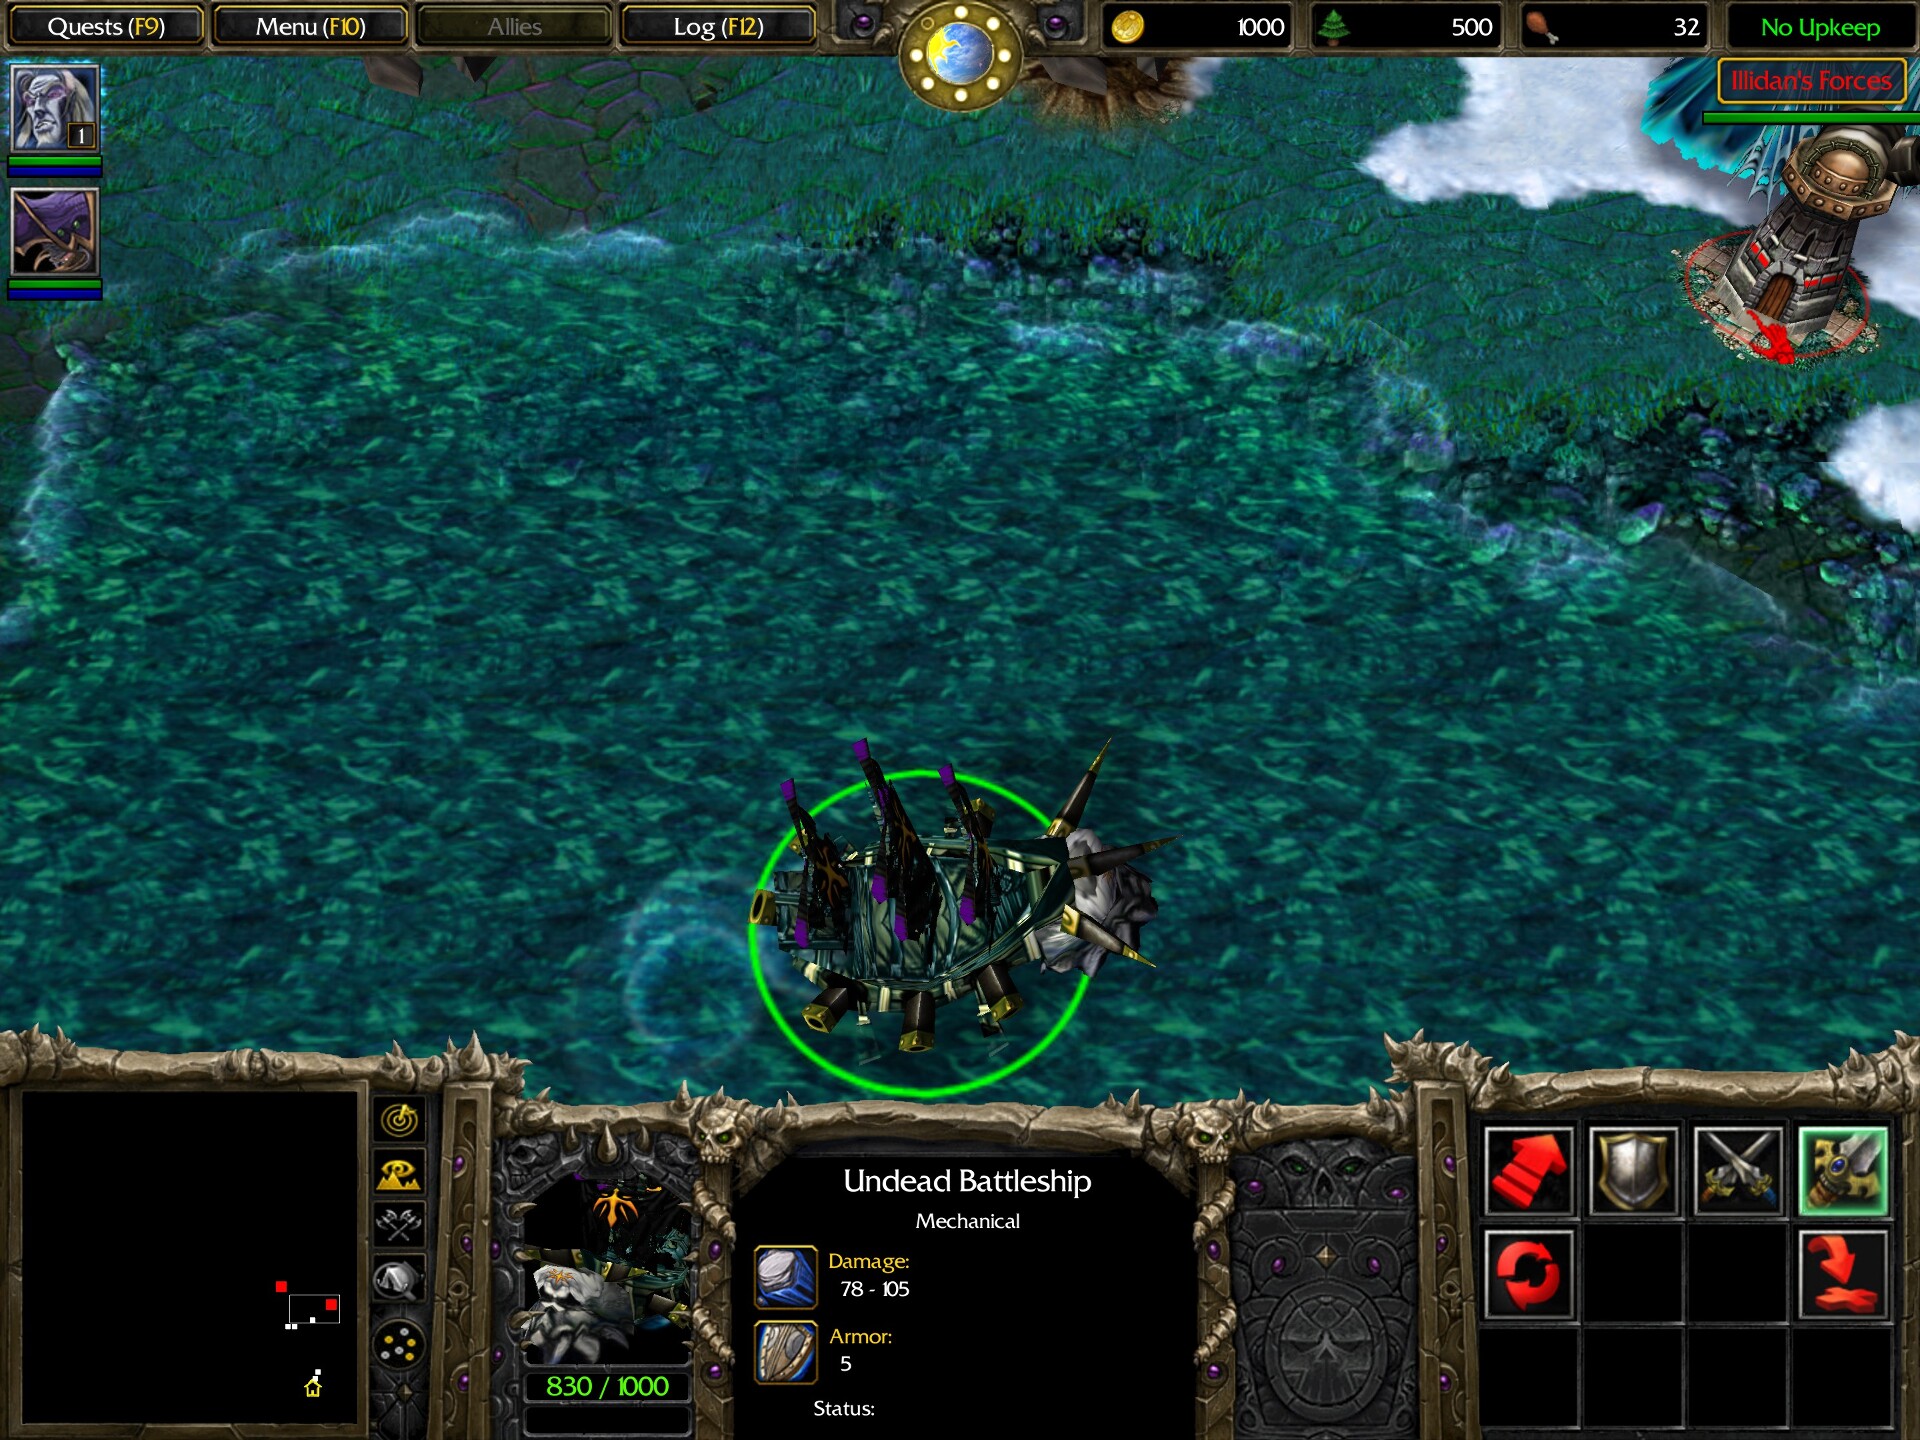 Quests (F9) Menu (F10) Allies Log (F12) 1000 500 32 No Upkeep
Illidan's Forces
1
Undead Battleship
Mechanical
Damage:
78 - 105
Armor:
5
830 / 1000
Status: